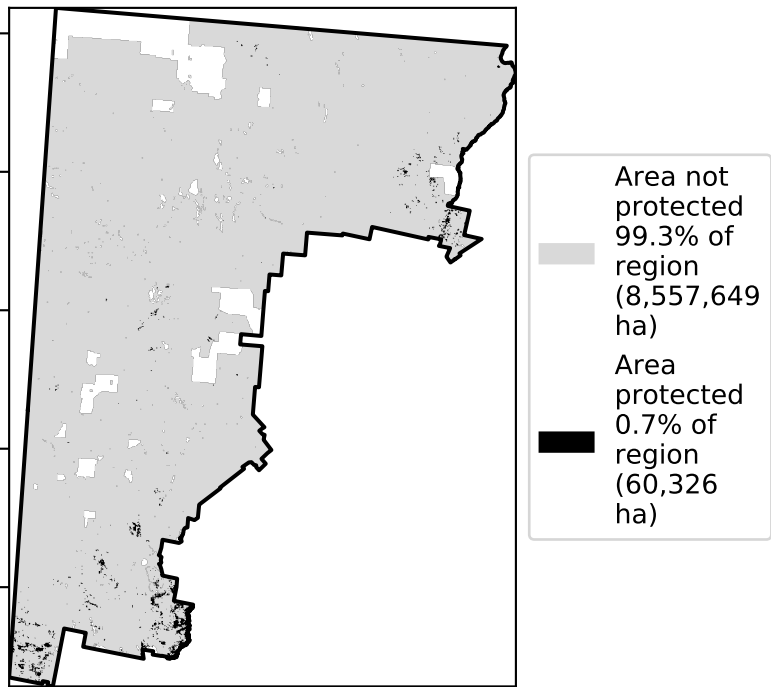 Area not
protected
99.3% of
region
(8,557,649
ha)
Area
protected
0.7% of
region
(60,326
ha)